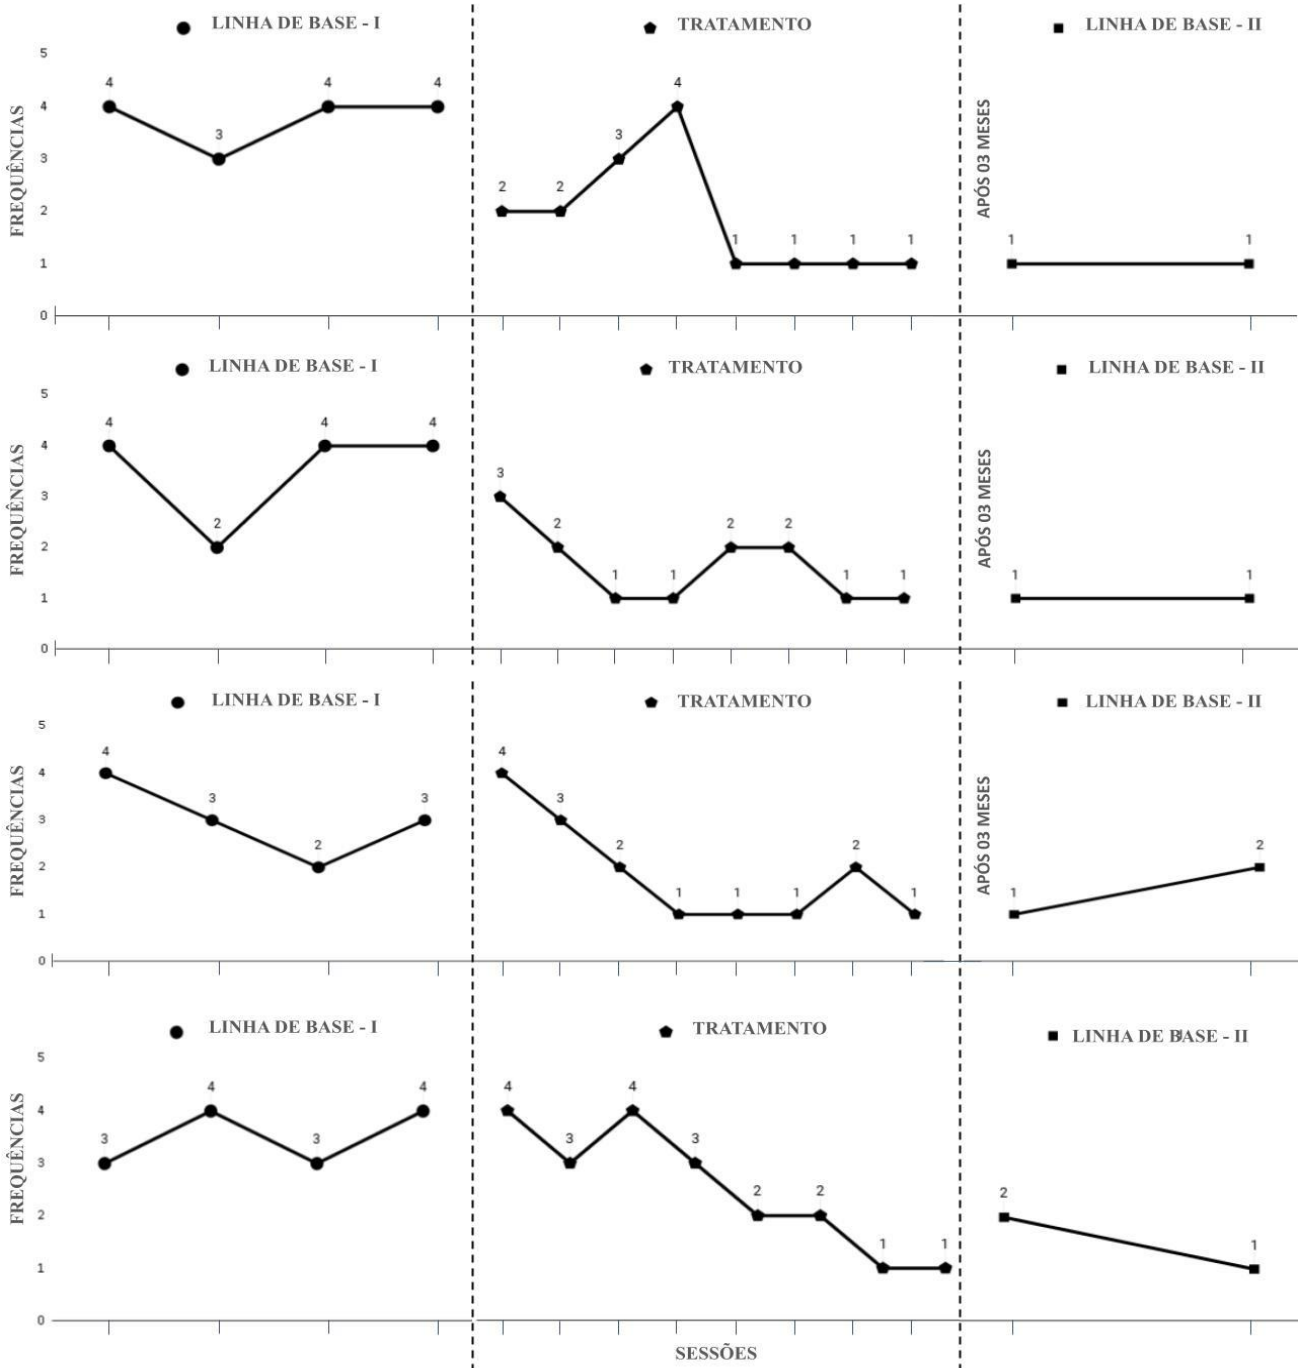 LINHA DE BASE - I TRATAMENTO LINHA DE BASE - II
5
4 4 4 4
FREQUÊNCIAS
4
3 3
3
2 2
2
APÓS 03 MESES
1 1 1 1 1 1
1
0
LINHA DE BASE - I TRATAMENTO LINHA DE BASE - II
5
4 4 4
FREQUÊNCIAS
4
3
3
2 2 2 2
2
APÓS 03 MESES
1 1 1 1 1 1
1
0
LINHA DE BASE - I TRATAMENTO LINHA DE BASE - II
5
4 4
FREQUÊNCIAS
4
3 3 3
3
2 2 2 2
2
APÓS 03 MESES
1 1 1 1 1
1
0
LINHA DE BASE - I TRATAMENTO LINHA DE BASE - II
5
4 4 4 4
FREQUÊNCIAS
4
3 3 3 3
3
2 2 2
2
1 1 1
1
0
SESSÕES